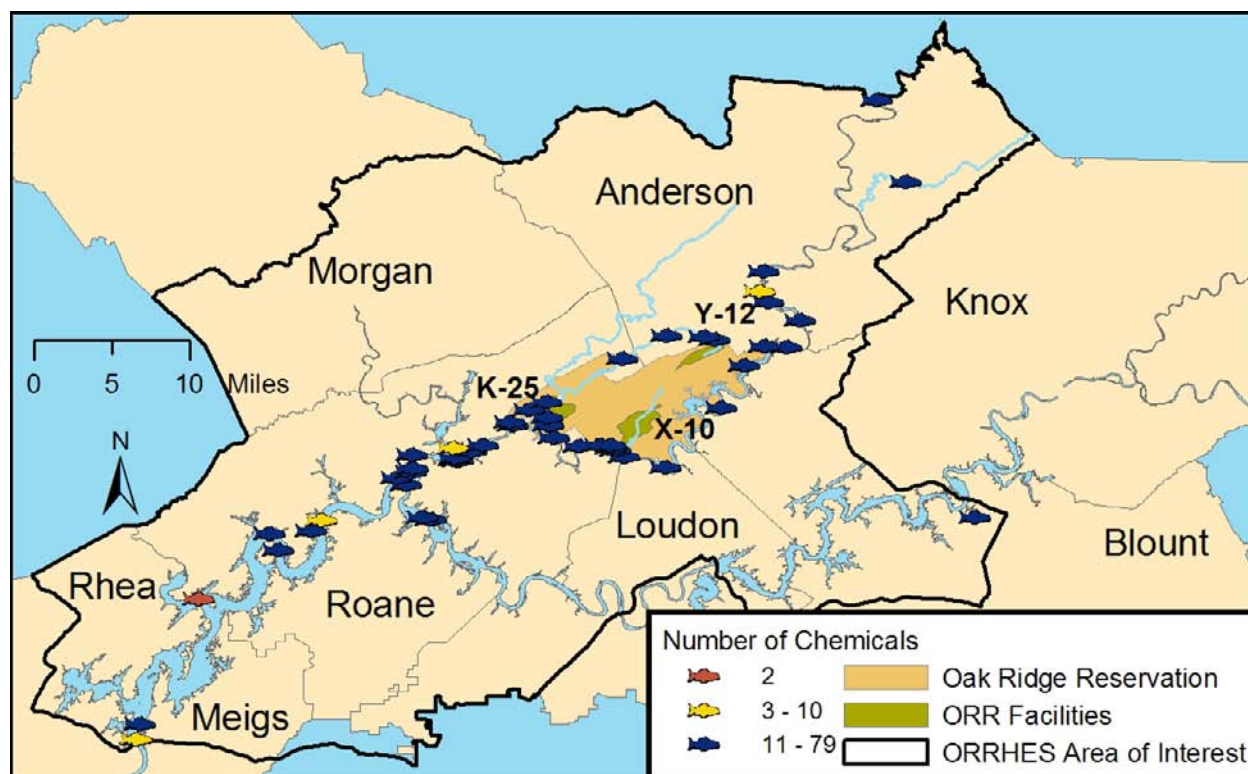 Anderson
Morgan
Knox
Y-12
0 5 10 Miles
K-25
X-10
N
Loudon
Blount
Rhea
Roane
Meigs
Number of Chemicals
2
Oak Ridge Reservation
3 - 10
ORR Facilities
11 - 79
ORRHES Area of Interest